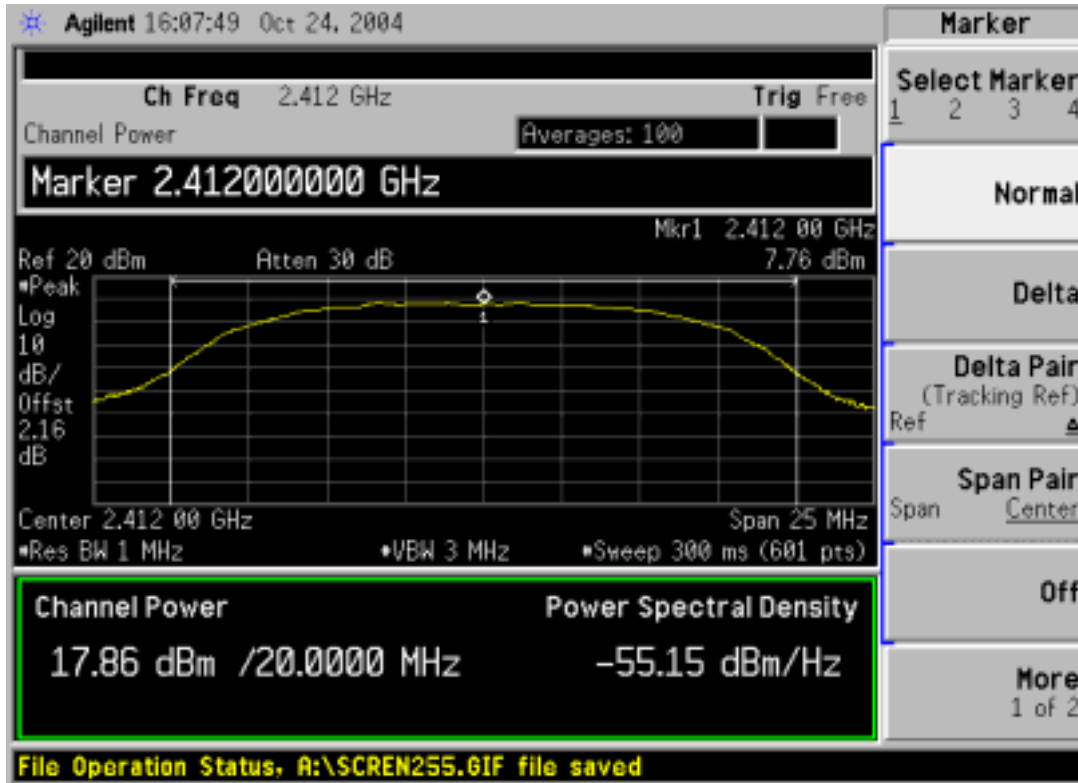 Agilent 16:07:49 Oct 24, 2004
Marker
Ch Freq 2.412 GHz
Trig Free
Channel Power
Averages: 100
Marker 2.412000000 GHz
Mkr1 2.412 00 GHz
Ref 20 dBm
Atten 30 dB
7.76 dBm
#Peak
Log
10
dB/
Offst
2.16
dB
1
Center 2.412 00 GHz
Span 25 MHz
#Res BW 1 MHz
#VBW 3 MHz
#Sweep 300 ms (601 pts)
Channel Power
Power Spectral Density
17.86 dBm /20.0000 MHz
-55.15 dBm/Hz
Select Marker
1 2 3 4
Normal
Delta
Delta Pair
(Tracking Ref)
Ref Δ
Span Pair
Span Center
Off
More
1 of 2
File Operation Status, A:\SCREN255.GIF file saved